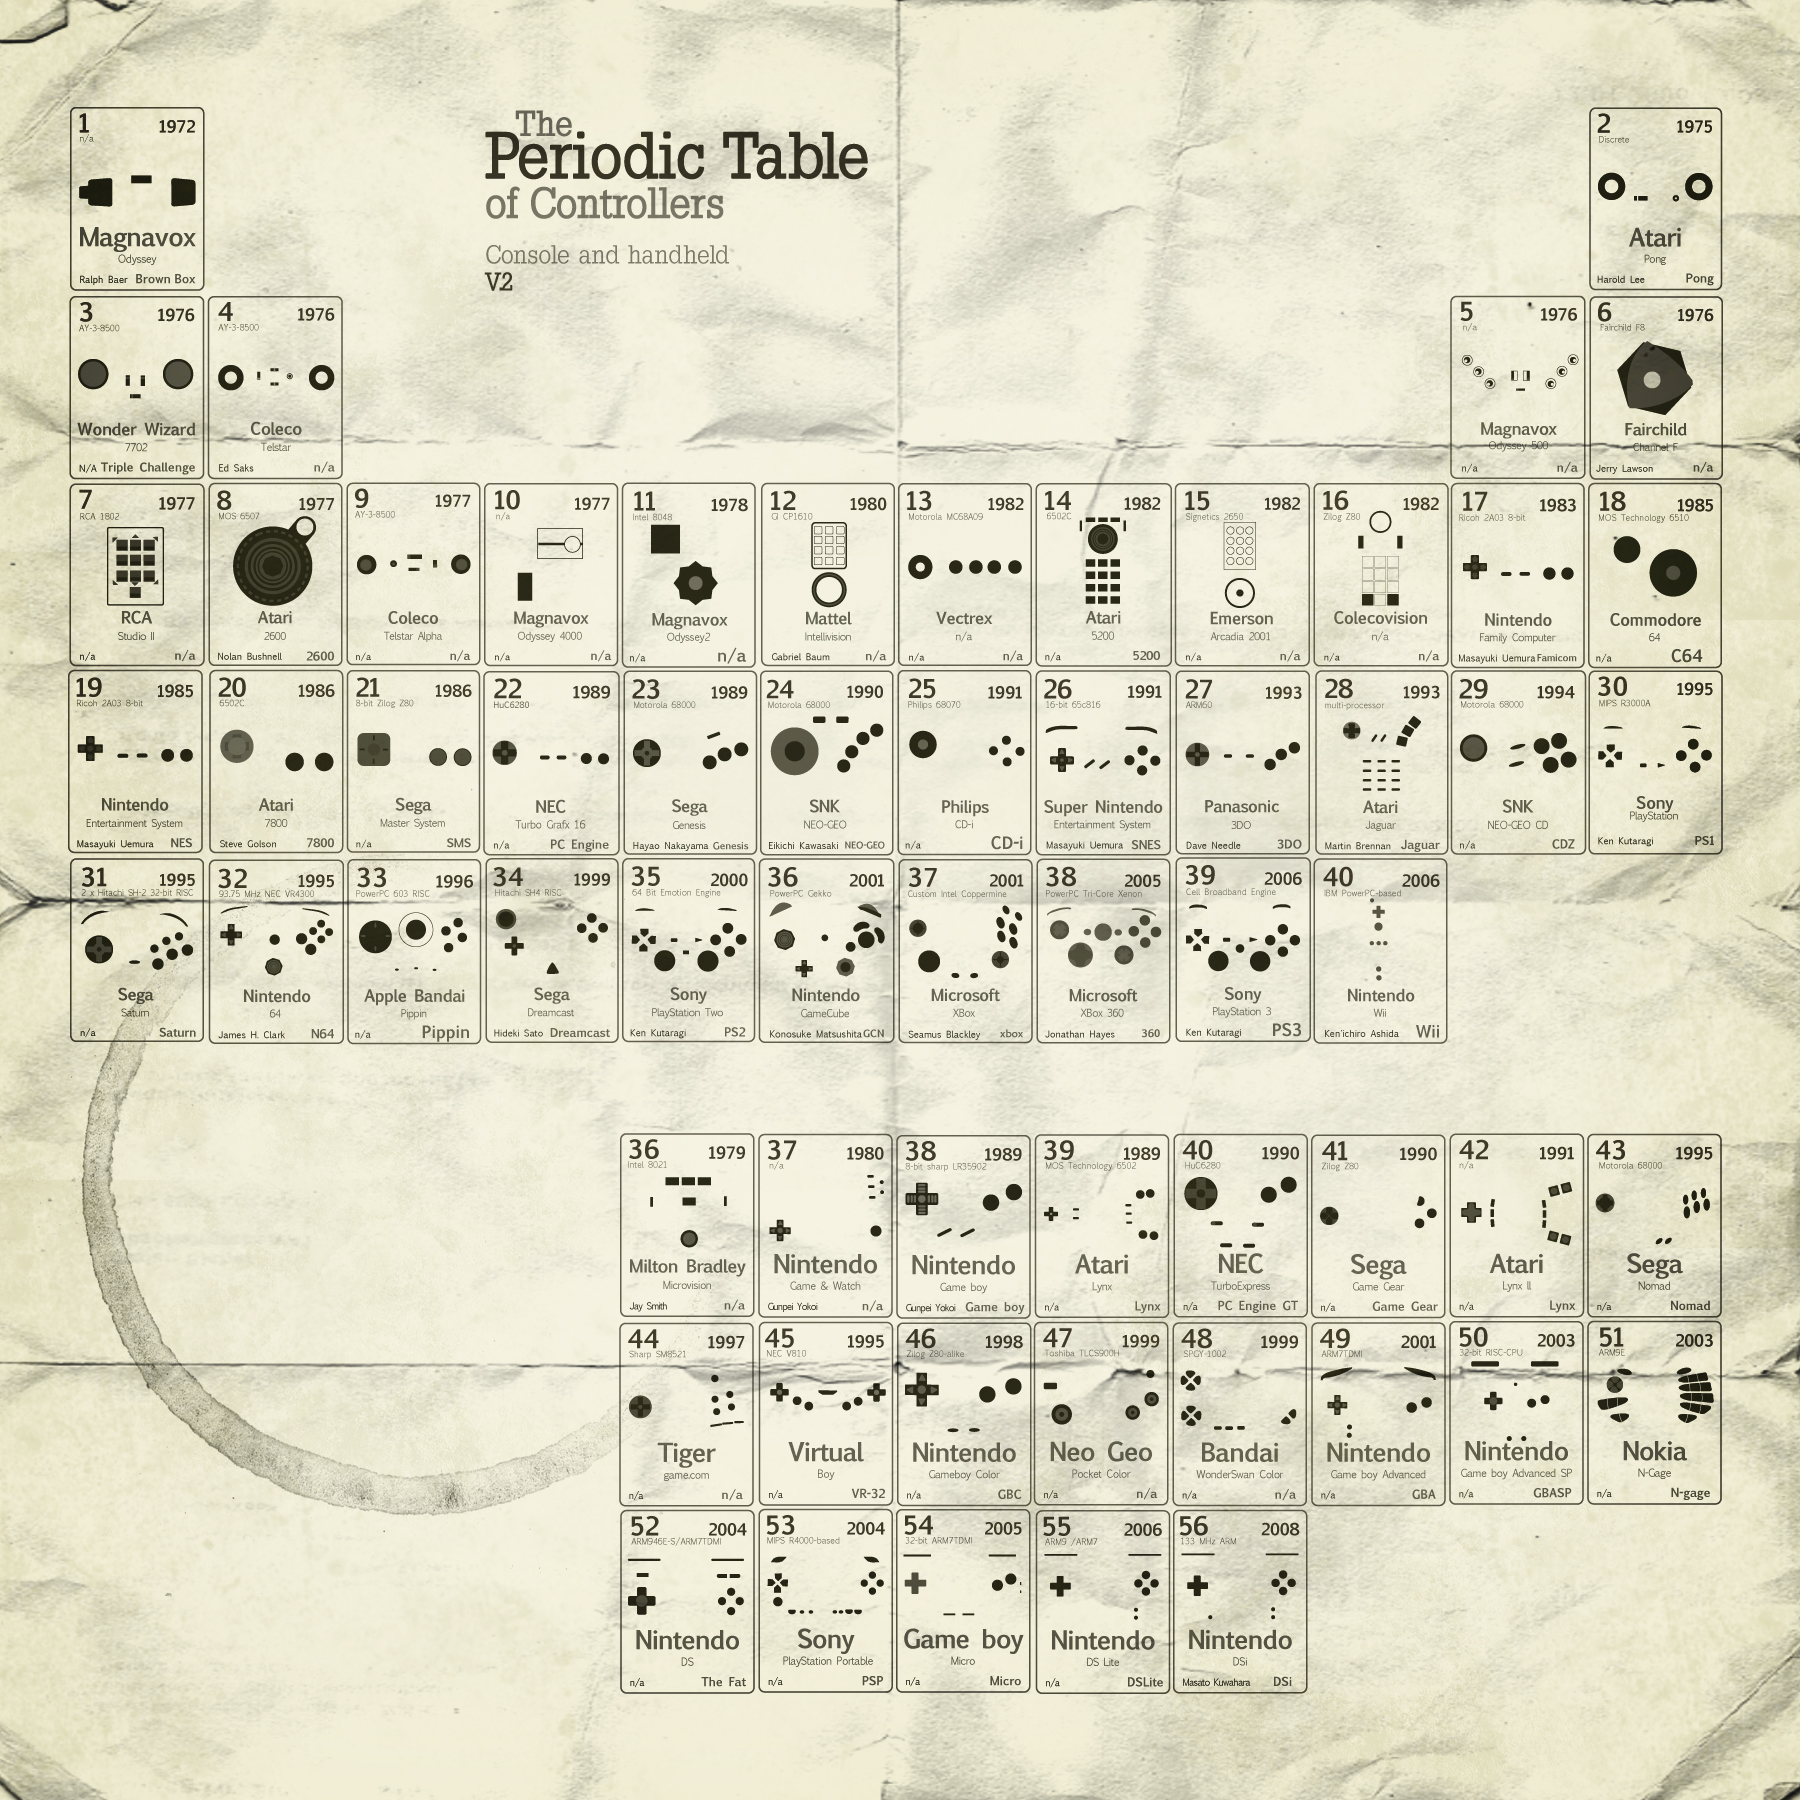 The
Periodic Table
of Controllers
Console and handheld
V2
1 1972
n/a
Magnavox
Odyssey
Ralph Baer Brown Box
2 1975
Discrete
Atari
Pong
Harold Lee Pong
3 1976
AY-3-8500
Wonder Wizard
7702
N/A Triple Challenge
4 1976
AY-3-8500
Coleco
Telstar
Ed Saks n/a
5 1976
n/a
Magnavox
Odyssey 500
n/a n/a
6 1976
Fairchild F8
Fairchild
Channel F
Jerry Lawson n/a
7 1977
RCA 1802
RCA
Studio II
n/a n/a
8 1977
MOS 6507
Atari
2600
Nolan Bushnell 2600
9 1977
AY-3-8500
Coleco
Telstar Alpha
n/a n/a
10 1977
n/a
Magnavox
Odyssey 4000
n/a n/a
11 1978
Intel 8048
Magnavox
Odyssey2
n/a n/a
12 1980
GI CP1610
Mattel
Intellivision
Gabriel Baum n/a
13 1982
Motorola MC68A09
Vectrex
n/a
n/a n/a
14 1982
6502C
Atari
5200
n/a 5200
15 1982
Signetics 2650
Emerson
Arcadia 2001
n/a n/a
16 1982
Zilog Z80
Colecovision
n/a
n/a n/a
17 1983
Ricoh 2A03 8-bit
Nintendo
Family Computer
Masayuki Uemura Famicom
18 1985
MOS Technology 6510
Commodore
64
n/a C64
19 1985
Ricoh 2A03 8-bit
Nintendo
Entertainment System
Masayuki Uemura NES
20 1986
6502C
Atari
7800
Steve Golson 7800
21 1986
8-bit Zilog Z80
Sega
Master System
n/a SMS
22 1989
HuC6280
NEC
Turbo Grafx 16
n/a PC Engine
23 1989
Motorola 68000
Sega
Genesis
Hayao Nakayama Genesis
24 1990
Motorola 68000
SNK
NEO-GEO
Eikichi Kawasaki NEO-GEO
25 1991
Philips 68070
Philips
CD-i
n/a CD-i
26 1991
16-bit 65c816
Super Nintendo
Entertainment System
Masayuki Uemura SNES
27 1993
ARM60
Panasonic
3DO
Dave Needle 3DO
28 1993
multi-processor
Atari
Jaguar
Martin Brennan Jaguar
29 1994
Motorola 68000
SNK
NEO-GEO CD
n/a CDZ
30 1995
MIPS R3000A
Sony
PlayStation
Ken Kutaragi PS1
31 1995
2 x Hitachi SH-2 32-bit RISC
Sega
Saturn
n/a Saturn
32 1995
93.75 MHz NEC VR4300
Nintendo
64
James H. Clark N64
33 1996
PowerPC 603 RISC
Apple Bandai
Pippin
n/a Pippin
34 1999
Hitachi SH4 RISC
Sega
Dreamcast
Hideki Sato Dreamcast
35 2000
64 Bit Emotion Engine
Sony
PlayStation Two
Ken Kutaragi PS2
36 2001
PowerPC Gekko
Nintendo
GameCube
Konosuke Matsushita GCN
37 2001
Custom Intel Coppermine
Microsoft
XBox
Seamus Blackley xbox
38 2005
PowerPC Tri-Core Xenon
Microsoft
XBox 360
Jonathan Hayes 360
39 2006
Cell Broadband Engine
Sony
PlayStation 3
Ken Kutaragi PS3
40 2006
IBM PowerPC-based
Nintendo
Wii
Ken'ichiro Ashida Wii
36 1979
Intel 8021
Milton Bradley
Microvision
Jay Smith n/a
37 1980
n/a
Nintendo
Game & Watch
Gunpei Yokoi n/a
38 1989
8-bit sharp LR35902
Nintendo
Game boy
Gunpei Yokoi Game boy
39 1989
MOS Technology 6502
Atari
Lynx
n/a Lynx
40 1990
HuC6280
NEC
TurboExpress
n/a PC Engine GT
41 1990
Zilog Z80
Sega
Game Gear
n/a Game Gear
42 1991
n/a
Atari
Lynx II
n/a Lynx
43 1995
Motorola 68000
Sega
Nomad
n/a Nomad
44 1997
Sharp SM8521
Tiger
game.com
n/a n/a
45 1995
NEC V810
Virtual
Boy
n/a VR-32
46 1998
Zilog Z80-alike
Nintendo
Gameboy Color
n/a GBC
47 1999
Toshiba TLCS900H
Neo Geo
Pocket Color
n/a n/a
48 1999
SPGY-1002
Bandai
WonderSwan Color
n/a n/a
49 2001
ARM7TDMI
Nintendo
Game boy Advanced
n/a GBA
50 2003
32-bit RISC-CPU
Nintendo
Game boy Advanced SP
n/a GBASP
51 2003
ARM9E
Nokia
N-Gage
n/a N-gage
52 2004
ARM946E-S/ARM7TDMI
Nintendo
DS
n/a The Fat
53 2004
MIPS R4000-based
Sony
PlayStation Portable
n/a PSP
54 2005
32-bit ARM7TDMI
Game boy
Micro
n/a Micro
55 2006
ARM9 /ARM7
Nintendo
DS Lite
n/a DSLite
56 2008
133 MHz ARM
Nintendo
DSi
Masato Kuwahara DSi